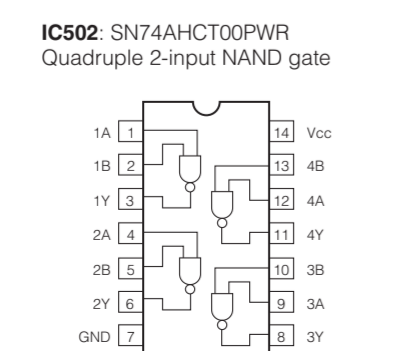 IC502: SN74AHCT00PWR
Quadruple 2-input NAND gate
1A 1 14 Vcc
1B 2 13 4B
1Y 3 12 4A
2A 4 11 4Y
2B 5 10 3B
2Y 6 9 3A
GND 7 8 3Y